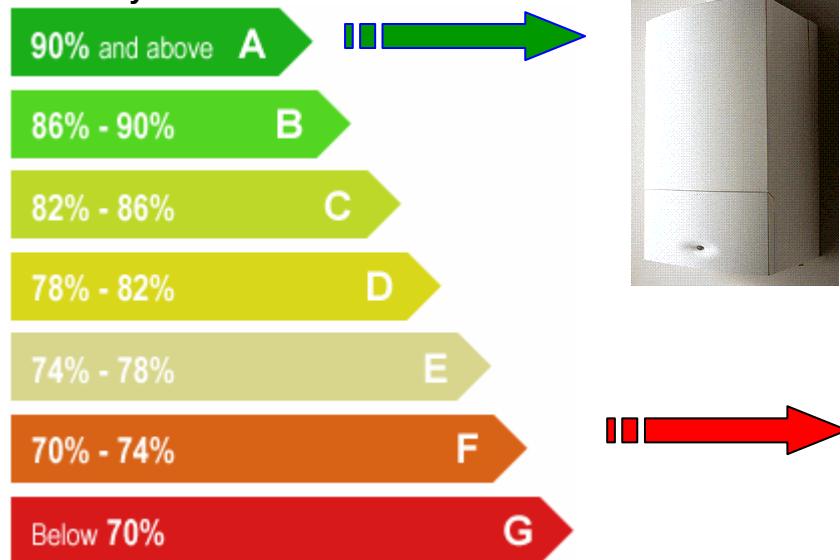 90% and above A
86% - 90% B
82% - 86% C
78% - 82% D
74% - 78% E
70% - 74% F
Below 70% G